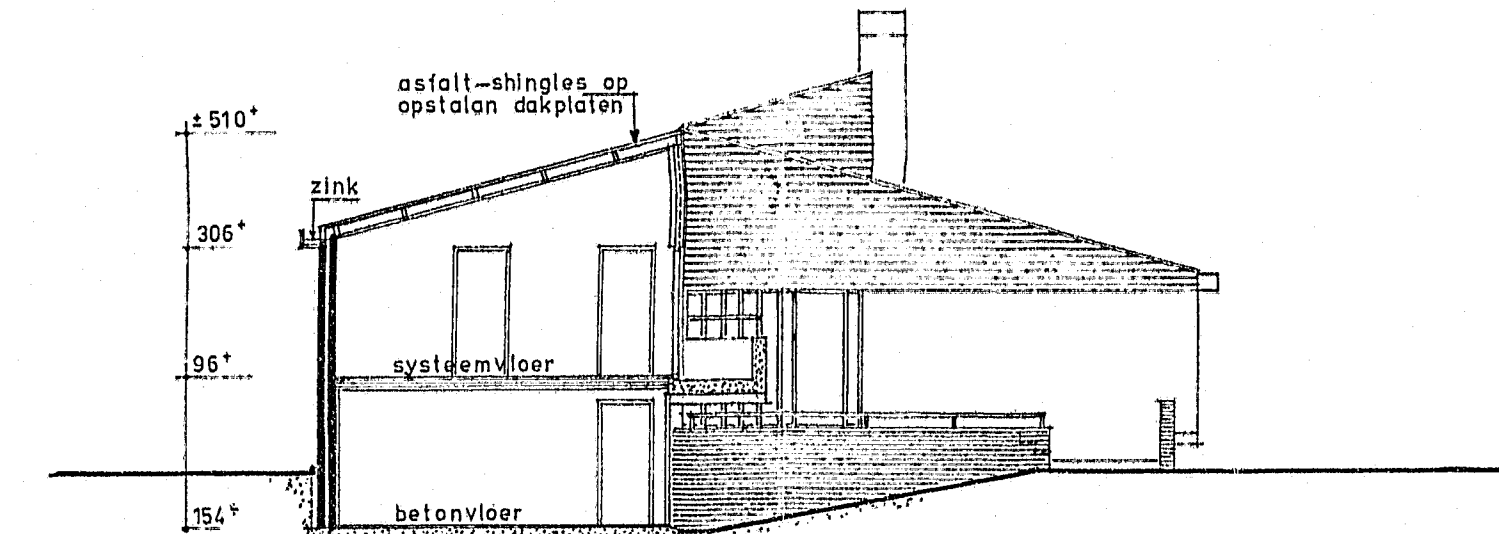 asfalt-shingles op
opstalan dakplaten
±510+
zink
306+
96+
systeemvloer
154+
betonvloer